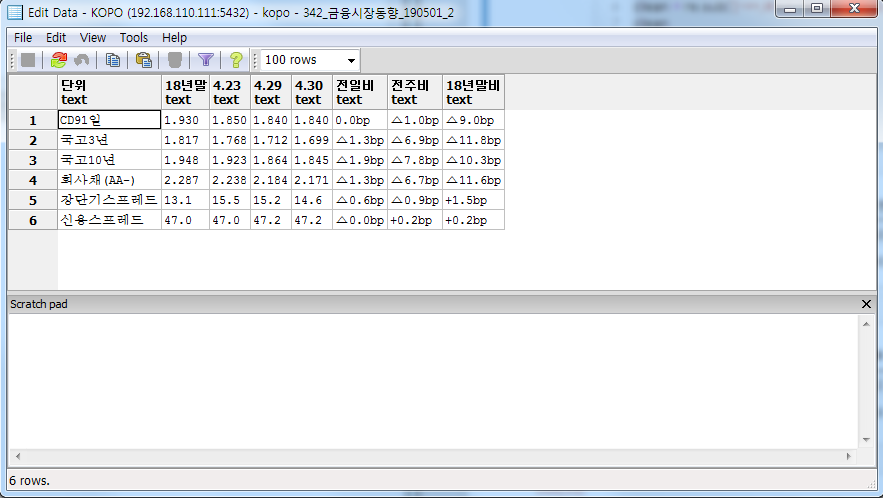 Edit Data - KOPO (192.168.110.111:5432) - kopo - 342_금융시장동향_190501_2
File Edit View Tools Help
100 rows
단위 18년말 4.23 4.29 4.30 전일비 전주비 18년말비
text text text text text text text text
1 CD91일 1.930 1.850 1.840 1.840 0.0bp △1.0bp △9.0bp
2 국고3년 1.817 1.768 1.712 1.699 △1.3bp △6.9bp △11.8bp
3 국고10년 1.948 1.923 1.864 1.845 △1.9bp △7.8bp △10.3bp
4 회사채(AA-) 2.287 2.238 2.184 2.171 △1.3bp △6.7bp △11.6bp
5 장단기스프레드 13.1 15.5 15.2 14.6 △0.6bp △0.9bp +1.5bp
6 신용스프레드 47.0 47.0 47.2 47.2 △0.0bp +0.2bp +0.2bp
Scratch pad
6 rows.